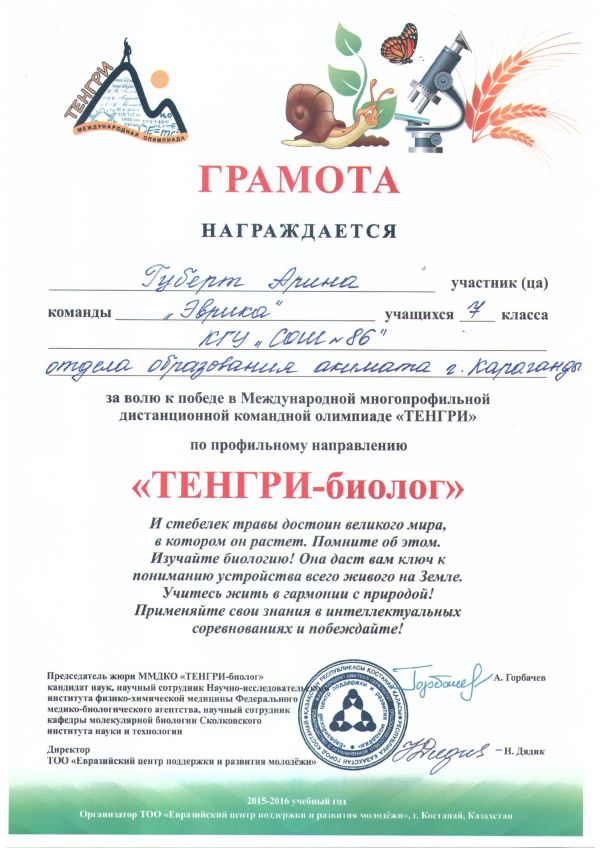 ТЕНГРИ
H₂O
E=mc²
МЕЖДУНАРОДНАЯ ОЛИМПИАДА
ГРАМОТА
НАГРАЖДАЕТСЯ
Губерт Арина участник (ца)
команды „Эврика“ учащихся 7 класса
КГУ „СОШ №86”
отдела образования акимата г. Караганды
за волю к победе в Международной многопрофильной
дистанционной командной олимпиаде «ТЕНГРИ»
по профильному направлению
«ТЕНГРИ-биолог»
И стебелек травы достоин великого мира,
в котором он растет. Помните об этом.
Изучайте биологию! Она даст вам ключ к
пониманию устройства всего живого на Земле.
Учитесь жить в гармонии с природой!
Применяйте свои знания в интеллектуальных
соревнованиях и побеждайте!
Председатель жюри ММДКО «ТЕНГРИ-биолог»
кандидат наук, научный сотрудник Научно-исследовательского
института физико-химической медицины Федерального
медико-биологического агентства, научный сотрудник
кафедры молекулярной биологии Сколковского
института науки и технологии
Горбачев А. Горбачев
Директор
ТОО «Евразийский центр поддержки и развития молодёжи»
Н. Дядик
2015-2016 учебный год
Организатор ТОО «Евразийский центр поддержки и развития молодёжи», г. Костанай, Казахстан